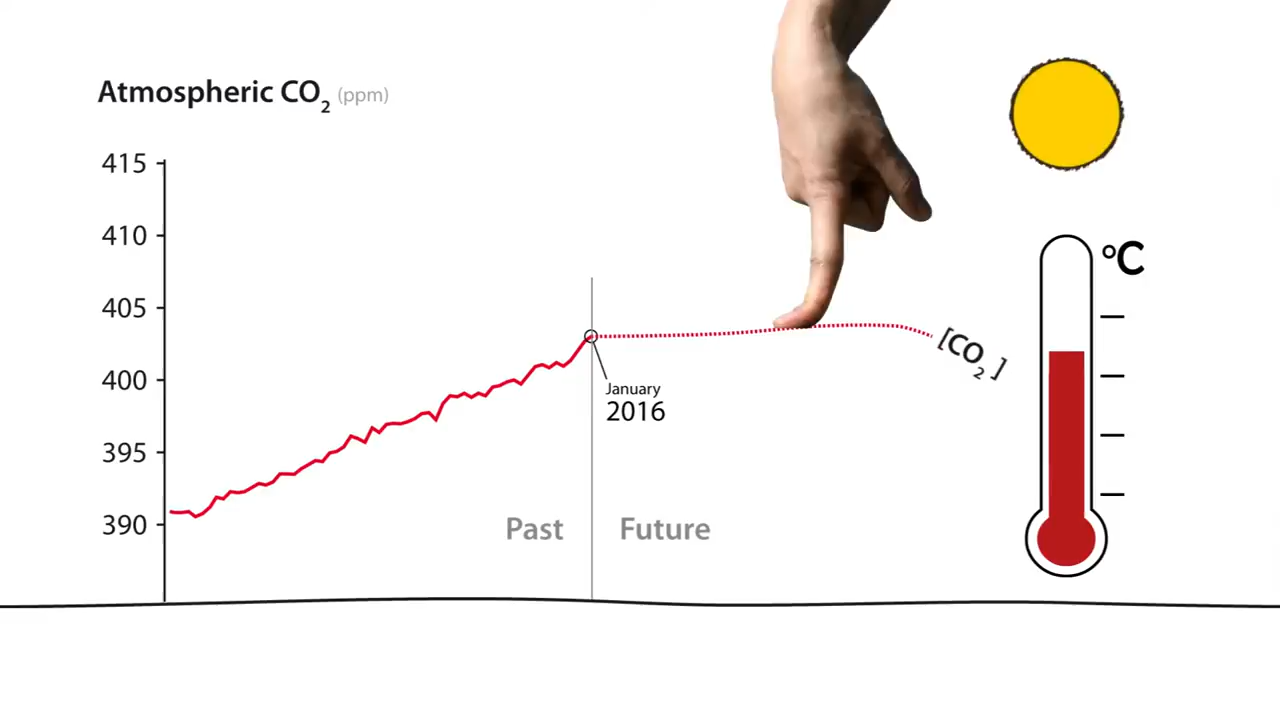 Atmospheric CO2 (ppm)
415
410
405
400
395
390
January
2016
Past
Future
[CO2]
°C